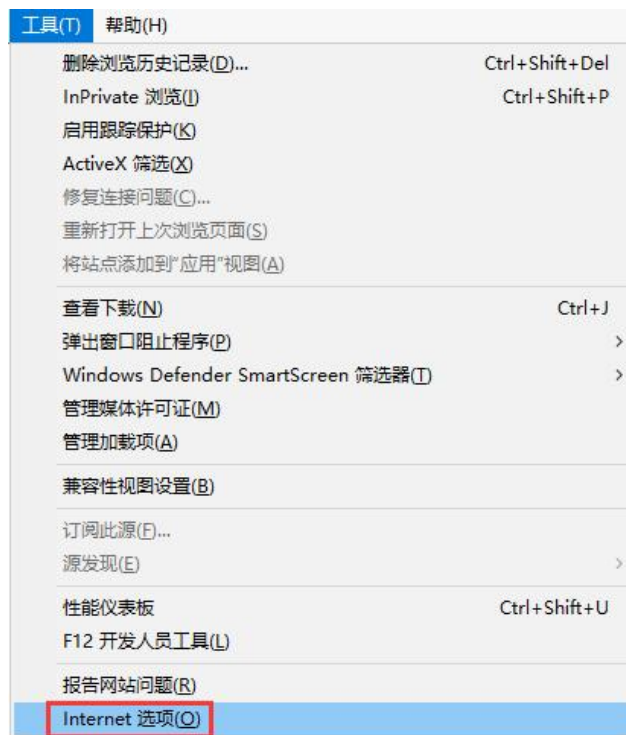 工具(T) 帮助(H)
删除浏览历史记录(D)... Ctrl+Shift+Del
InPrivate 浏览(I) Ctrl+Shift+P
启用跟踪保护(K)
ActiveX 筛选(X)
修复连接问题(C)...
重新打开上次浏览页面(S)
将站点添加到“应用”视图(A)
查看下载(N) Ctrl+J
弹出窗口阻止程序(P)
Windows Defender SmartScreen 筛选器(T)
管理媒体许可证(M)
管理加载项(A)
兼容性视图设置(B)
订阅此源(F)...
源发现(E)
性能仪表板 Ctrl+Shift+U
F12 开发人员工具(L)
报告网站问题(R)
Internet 选项(O)